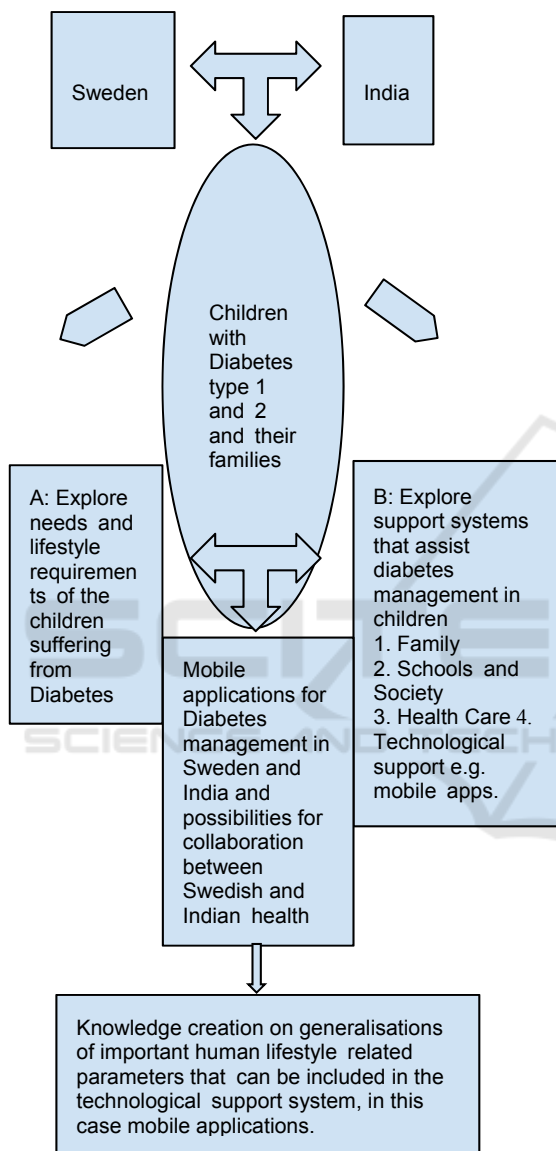 Sweden
India
Children
with
Diabetes
type 1
and 2
and their
families
A: Explore
needs and
lifestyle
requiremen
ts of the
children
suffering
from
Diabetes
B: Explore
support systems
that assist
diabetes
management in
children
1. Family
2. Schools and
Society
3. Health Care 4.
Technological
support e.g.
mobile apps.
Mobile
applications for
Diabetes
management in
Sweden and
India and
possibilities for
collaboration
between
Swedish and
Indian health
Knowledge creation on generalisations
of important human lifestyle related
parameters that can be included in the
technological support system, in this
case mobile applications.